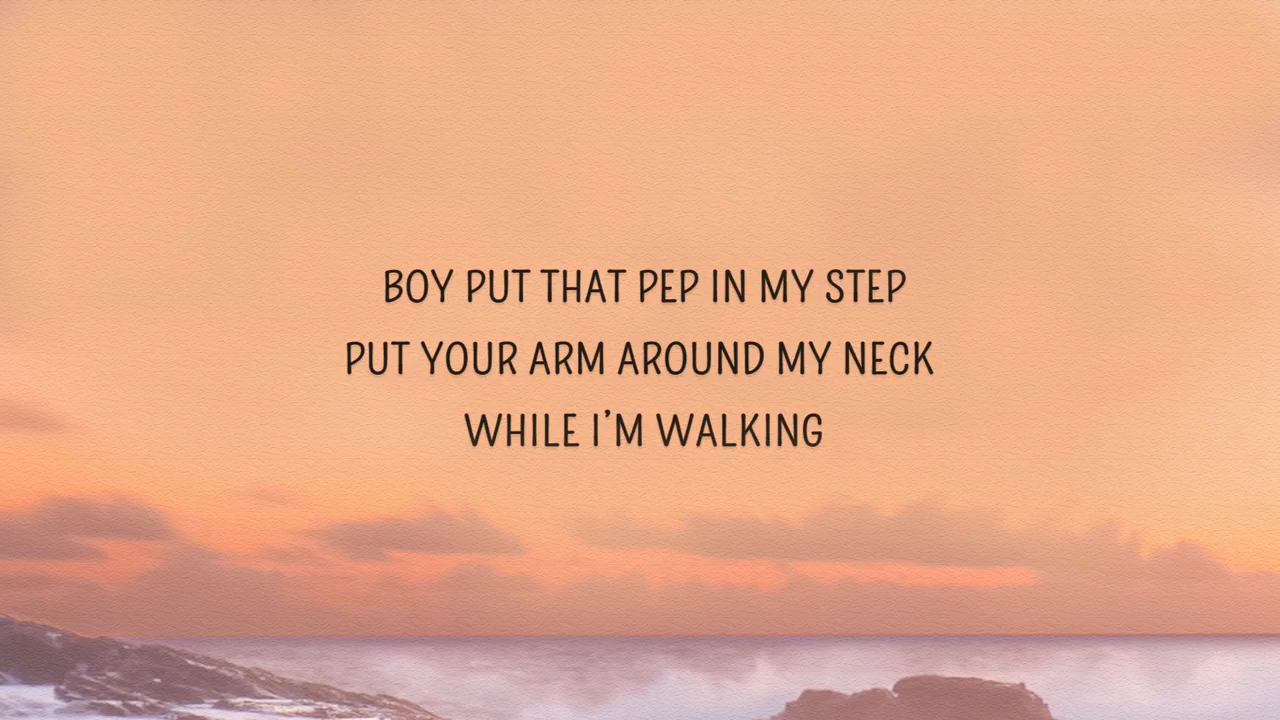 BOY PUT THAT PEP IN MY STEP
PUT YOUR ARM AROUND MY NECK
WHILE I'M WALKING